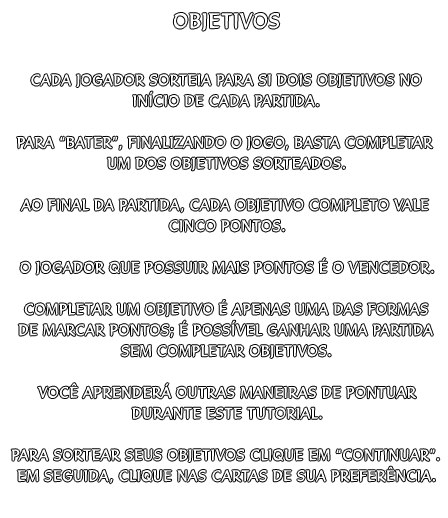 OBJETIVOS
CADA JOGADOR SORTEIA PARA SI DOIS OBJETIVOS NO
INÍCIO DE CADA PARTIDA.
PARA "BATER", FINALIZANDO O JOGO, BASTA COMPLETAR
UM DOS OBJETIVOS SORTEADOS.
AO FINAL DA PARTIDA, CADA OBJETIVO COMPLETO VALE
CINCO PONTOS.
O JOGADOR QUE POSSUIR MAIS PONTOS É O VENCEDOR.
COMPLETAR UM OBJETIVO É APENAS UMA DAS FORMAS
DE MARCAR PONTOS; É POSSÍVEL GANHAR UMA PARTIDA
SEM COMPLETAR OBJETIVOS.
VOCÊ APRENDERÁ OUTRAS MANEIRAS DE PONTUAR
DURANTE ESTE TUTORIAL.
PARA SORTEAR SEUS OBJETIVOS CLIQUE EM "CONTINUAR".
EM SEGUIDA, CLIQUE NAS CARTAS DE SUA PREFERÊNCIA.